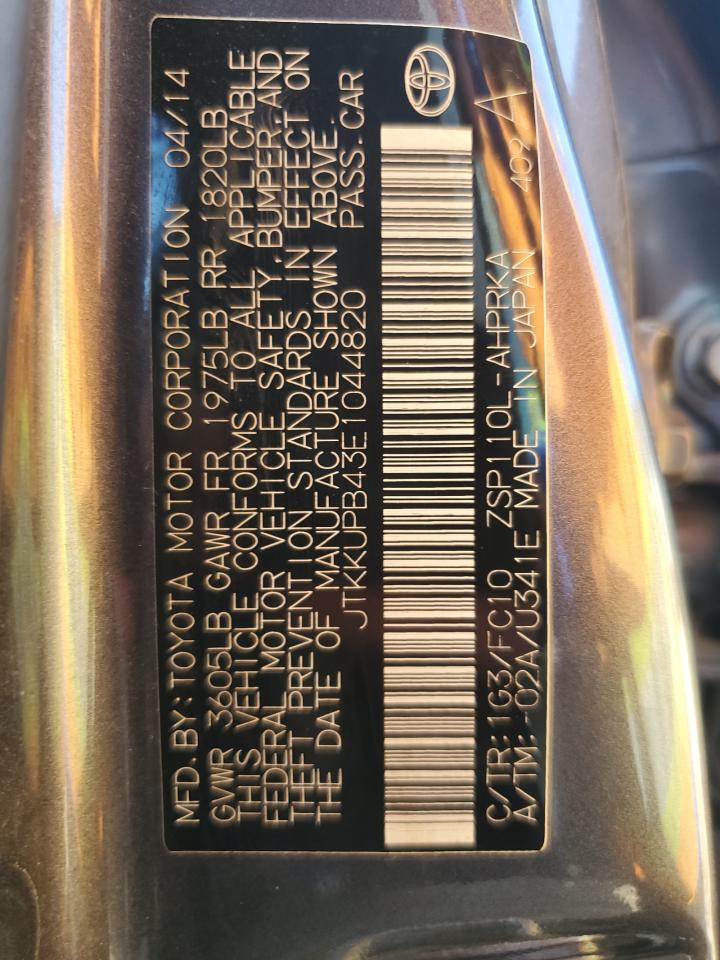 MFD. BY: TOYOTA MOTOR CORPORATION 04/14
GVWR 3605LB GAWR FR 1975LB RR 1820LB
THIS VEHICLE CONFORMS TO ALL APPLICABLE
FEDERAL MOTOR VEHICLE SAFETY, BUMPER, AND
THEFT PREVENTION STANDARDS IN EFFECT ON
THE DATE OF MANUFACTURE SHOWN ABOVE.
JTKKUPB43E1044820 PASS. CAR
C/TR: 1G3/FC10 ZSP110L-AHPRKA
A/TM: -02A/U341E MADE IN JAPAN 409 A